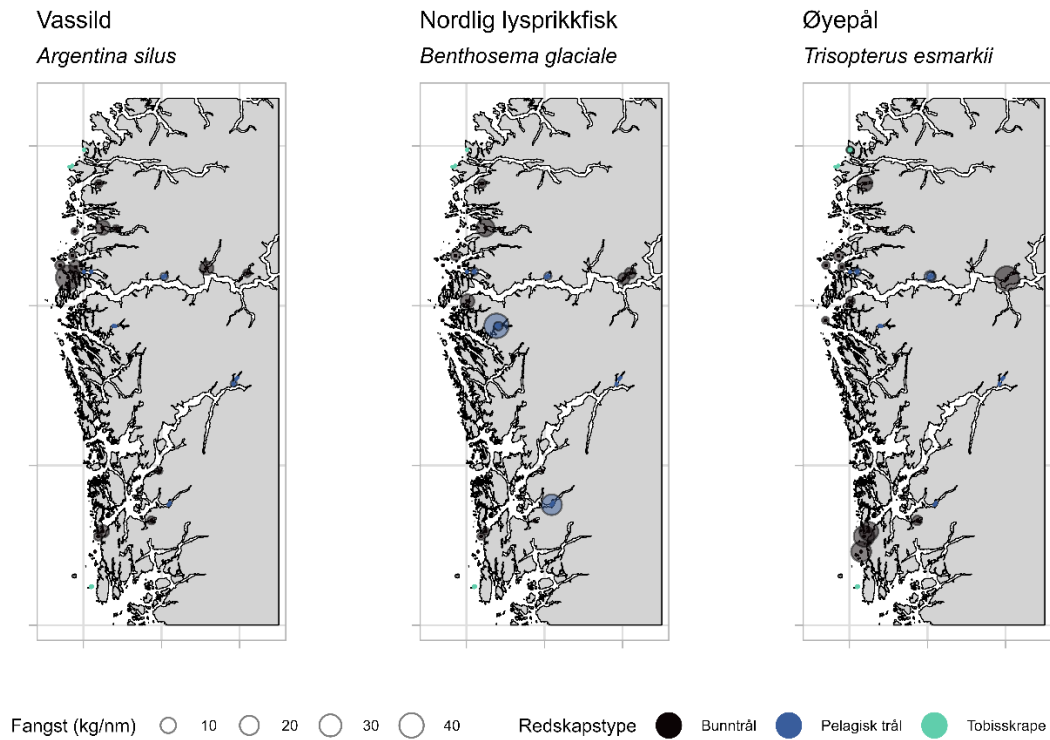 Vassild
Argentina silus
Nordlig lysprikkfisk
Benthosema glaciale
Øyepål
Trisopterus esmarkii
Fangst (kg/nm) 10 20 30 40 Redskapstype Bunntrål Pelagisk trål Tobisskrape